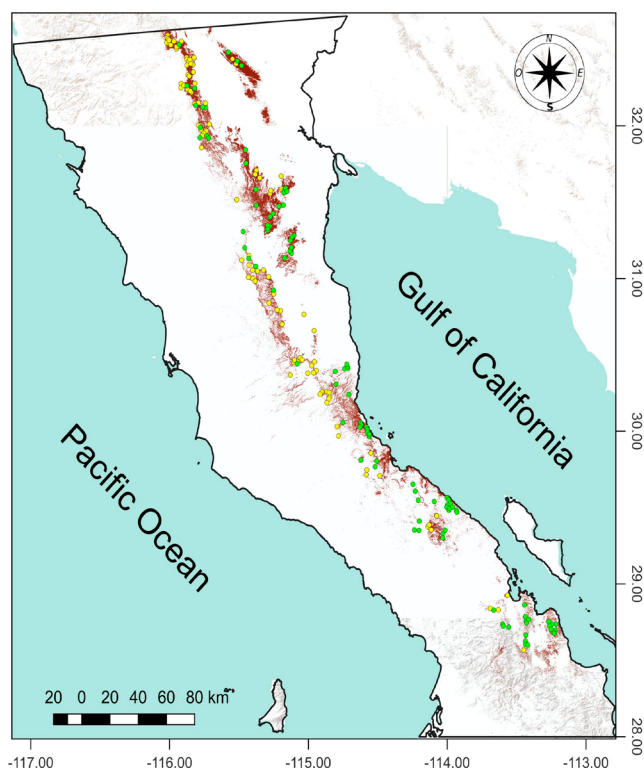 N
O
E
S
32.00
31.00
Gulf of California
30.00
Pacific Ocean
29.00
20 0 20 40 60 80 km
28.00
-117.00 -116.00 -115.00 -114.00 -113.00